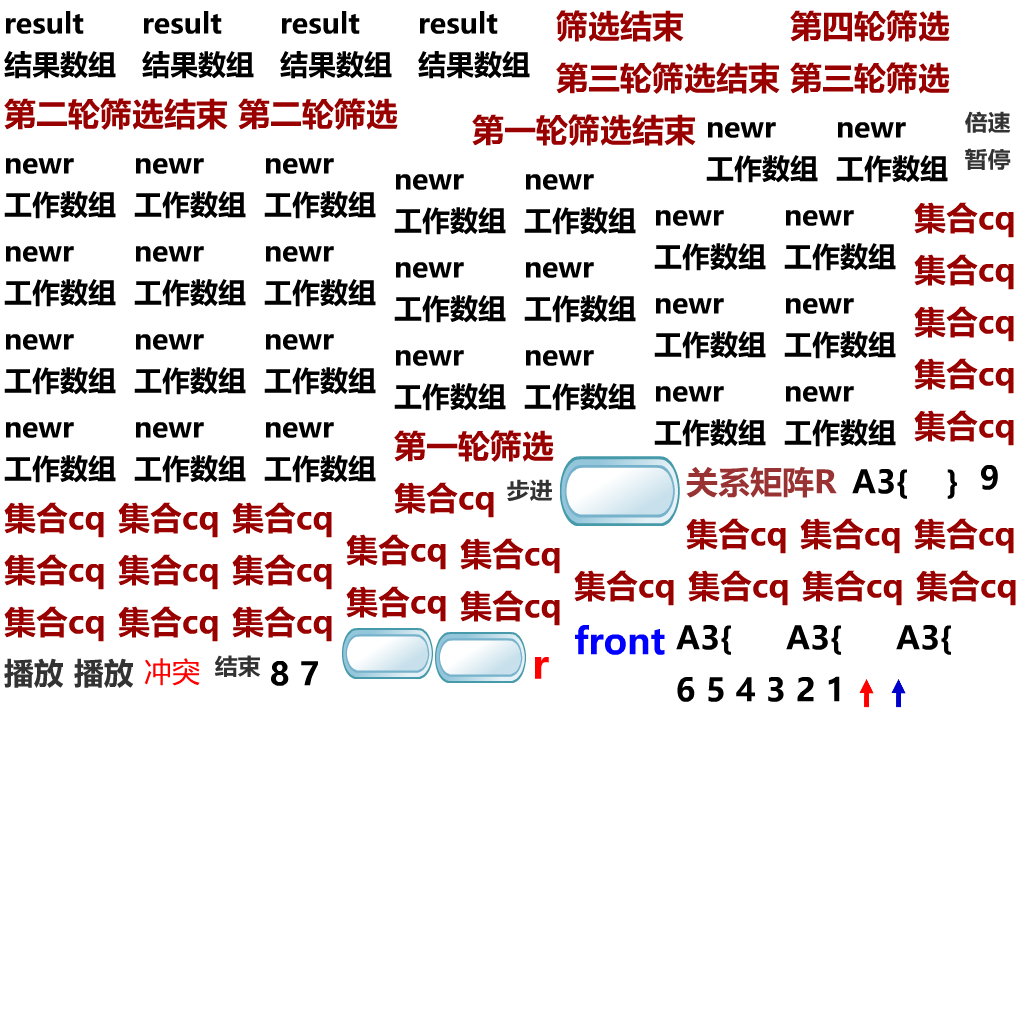 result result result result 筛选结束 第四轮筛选
结果数组 结果数组 结果数组 结果数组
第三轮筛选结束 第三轮筛选
第二轮筛选结束 第二轮筛选
第一轮筛选结束 newr newr 倍速
工作数组 工作数组 暂停
newr newr newr
工作数组 工作数组 工作数组
newr newr
工作数组 工作数组
newr newr 集合cq
工作数组 工作数组
newr newr newr
工作数组 工作数组 工作数组
newr newr 集合cq
工作数组 工作数组
newr newr 集合cq
工作数组 工作数组
newr newr newr
工作数组 工作数组 工作数组
newr newr 集合cq
工作数组 工作数组
newr newr 集合cq
工作数组 工作数组
newr newr newr
工作数组 工作数组 工作数组
第一轮筛选
集合cq 步进 关系矩阵R A3{ } 9
集合cq 集合cq 集合cq
集合cq 集合cq 集合cq
集合cq 集合cq
集合cq 集合cq 集合cq
集合cq 集合cq 集合cq 集合cq
集合cq 集合cq
集合cq 集合cq 集合cq
front A3{ A3{ A3{
播放 播放 冲突 结束 8 7 r
6 5 4 3 2 1